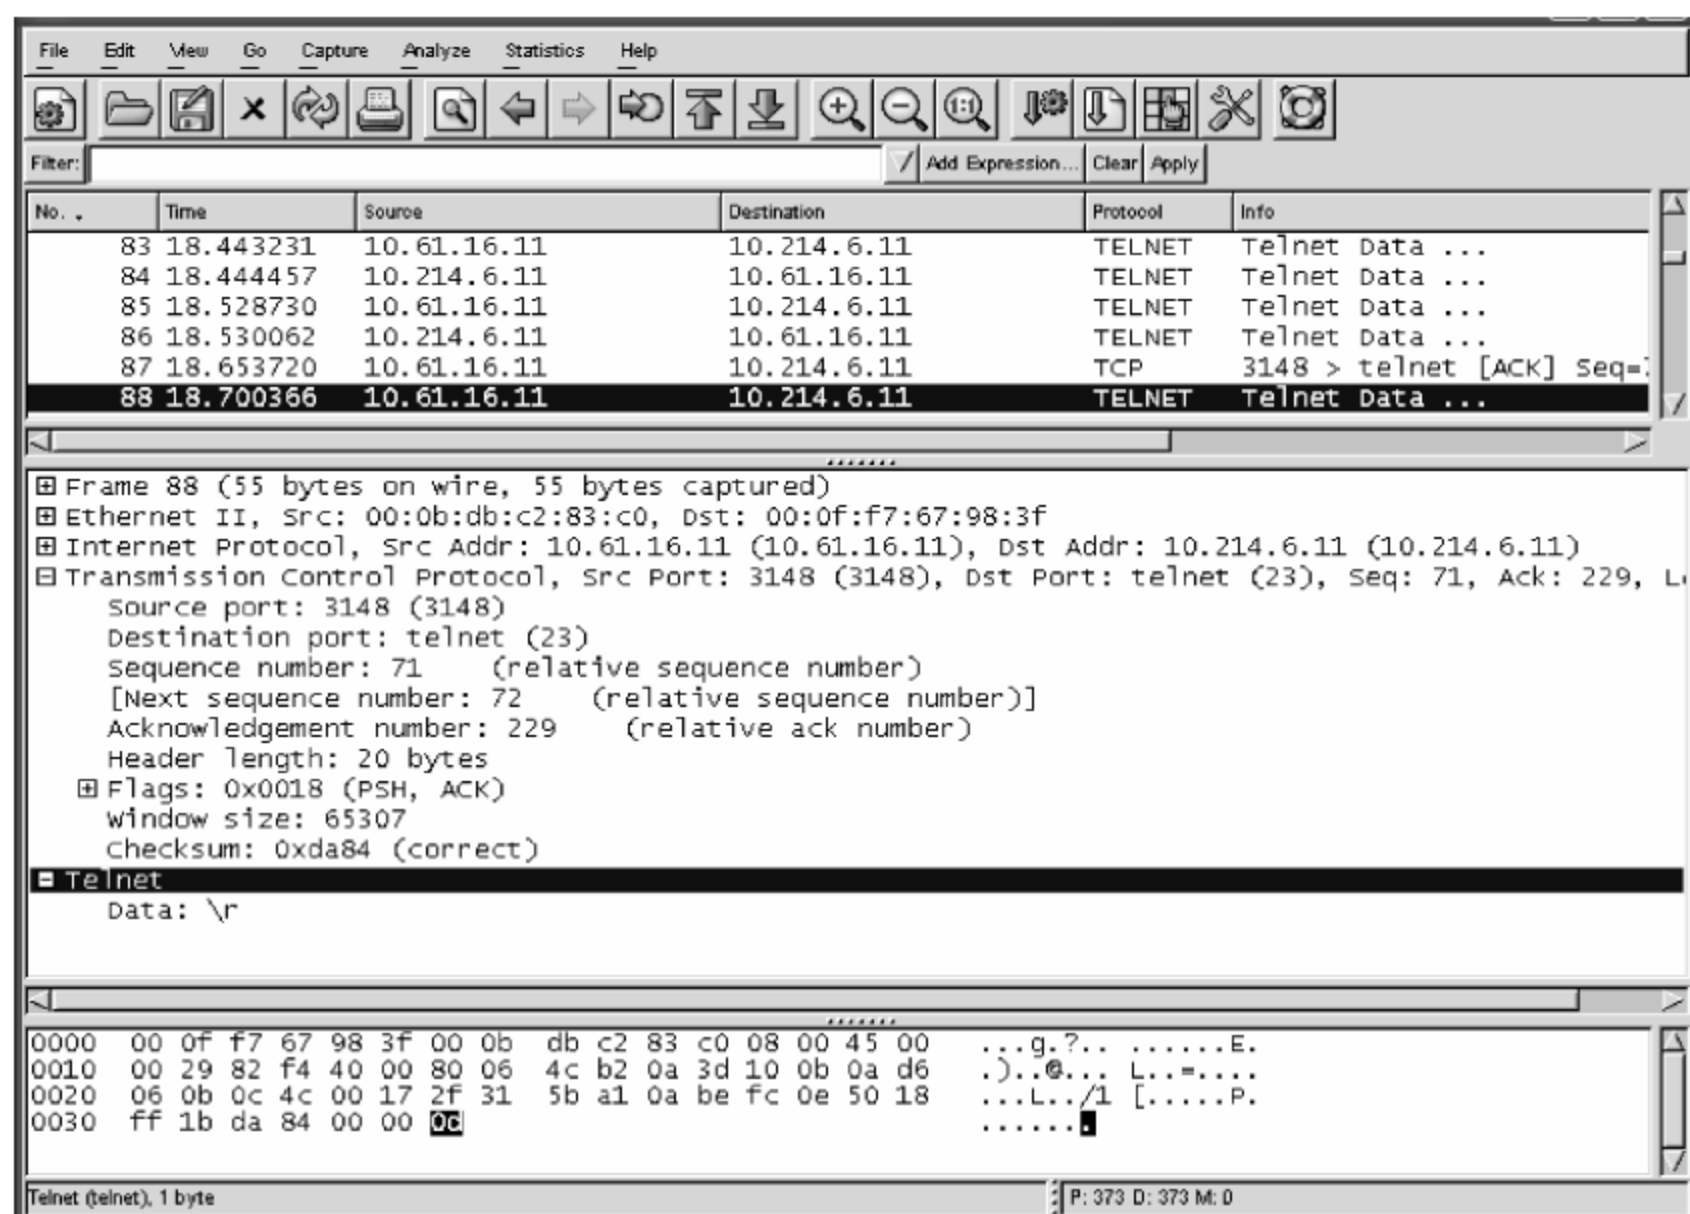 File Edit View Go Capture Analyze Statistics Help
1:1
Filter: Add Expression... Clear Apply
No. . Time Source Destination Protocol Info
83 18.443231 10.61.16.11 10.214.6.11 TELNET Telnet Data ...
84 18.444457 10.214.6.11 10.61.16.11 TELNET Telnet Data ...
85 18.528730 10.61.16.11 10.214.6.11 TELNET Telnet Data ...
86 18.530062 10.214.6.11 10.61.16.11 TELNET Telnet Data ...
87 18.653720 10.61.16.11 10.214.6.11 TCP 3148 > telnet [ACK] Seq=
88 18.700366 10.61.16.11 10.214.6.11 TELNET Telnet Data ...
Frame 88 (55 bytes on wire, 55 bytes captured)
Ethernet II, Src: 00:0b:db:c2:83:c0, Dst: 00:0f:f7:67:98:3f
Internet Protocol, Src Addr: 10.61.16.11 (10.61.16.11), Dst Addr: 10.214.6.11 (10.214.6.11)
Transmission Control Protocol, Src Port: 3148 (3148), Dst Port: telnet (23), Seq: 71, Ack: 229,
Source port: 3148 (3148)
Destination port: telnet (23)
Sequence number: 71 (relative sequence number)
[Next sequence number: 72 (relative sequence number)]
Acknowledgement number: 229 (relative ack number)
Header length: 20 bytes
Flags: 0x0018 (PSH, ACK)
Window size: 65307
Checksum: 0xda84 (correct)
Telnet
Data: \r
0000 00 0f f7 67 98 3f 00 0b db c2 83 c0 08 00 45 00 ...g.?.. ......E.
0010 00 29 82 f4 40 00 80 06 4c b2 0a 3d 10 0b 0a d6 .)..@... L..=....
0020 06 0b 0c 4c 00 17 2f 31 5b a1 0a be fc 0e 50 18 ...L../1 [.....P.
0030 ff 1b da 84 00 00 0d .......
Telnet (telnet), 1 byte P: 373 D: 373 M: 0